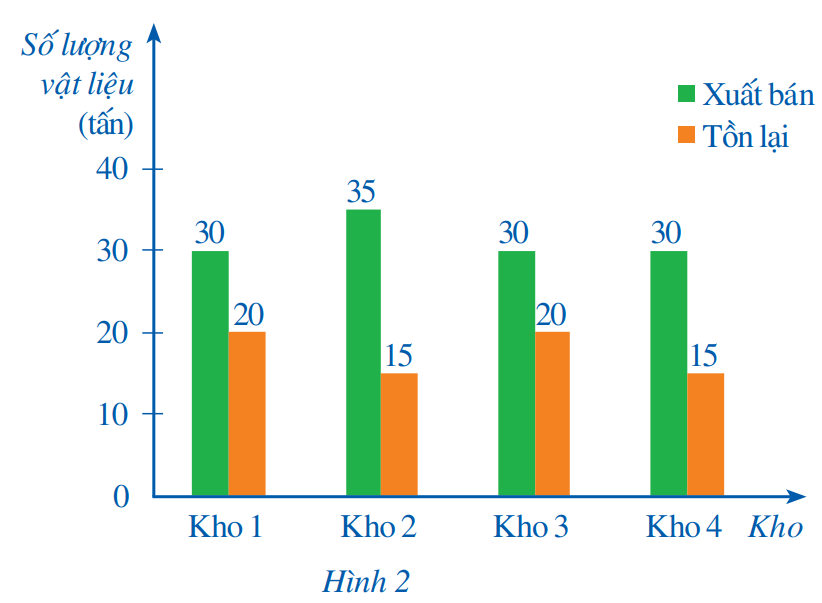 Số lượng
vật liệu
(tấn)
Xuất bán
Tồn lại
40
30
20
10
0
30
20
35
15
30
20
30
15
Kho 1
Kho 2
Kho 3
Kho 4
Kho
Hình 2